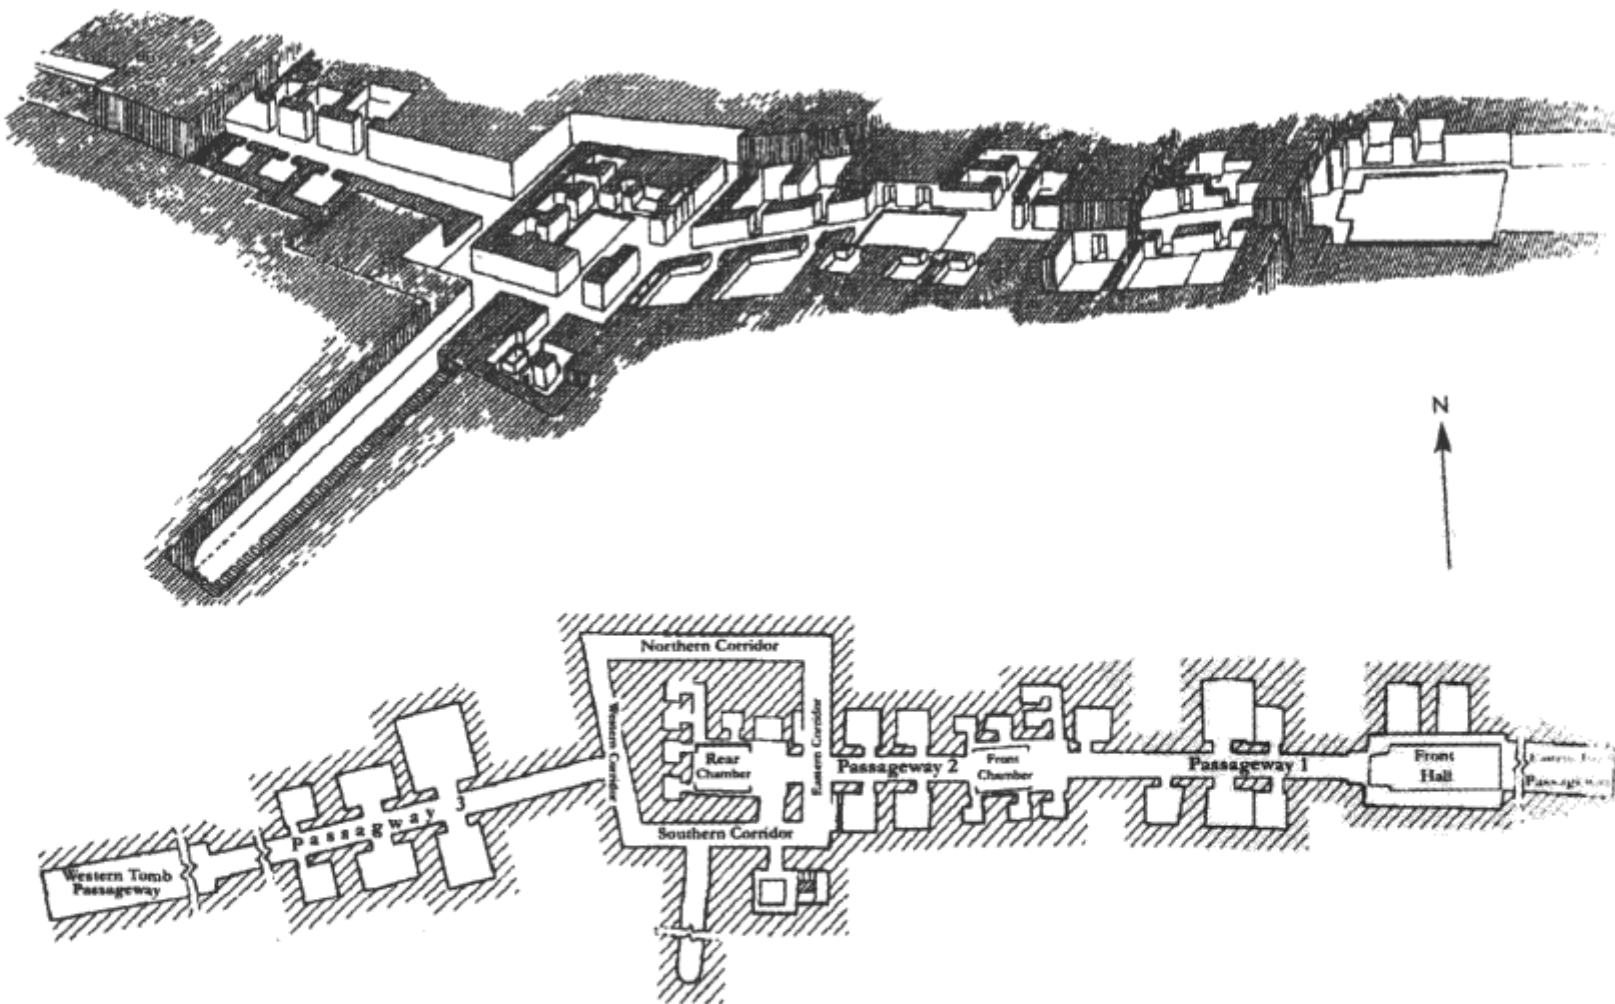 N
Northern Corridor
Western Corridor
Eastern Corridor
Rear
Chamber
Passageway 2
Front
Chamber
Passageway 1
Front
Hall
Passageway
Passagway 3
Southern Corridor
Western Tomb
Passageway